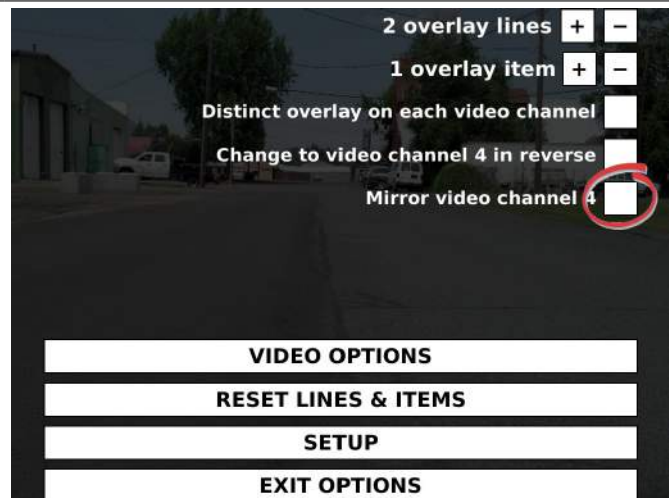 2 overlay lines + −
1 overlay item + −
Distinct overlay on each video channel
Change to video channel 4 in reverse
Mirror video channel 4
VIDEO OPTIONS
RESET LINES & ITEMS
SETUP
EXIT OPTIONS